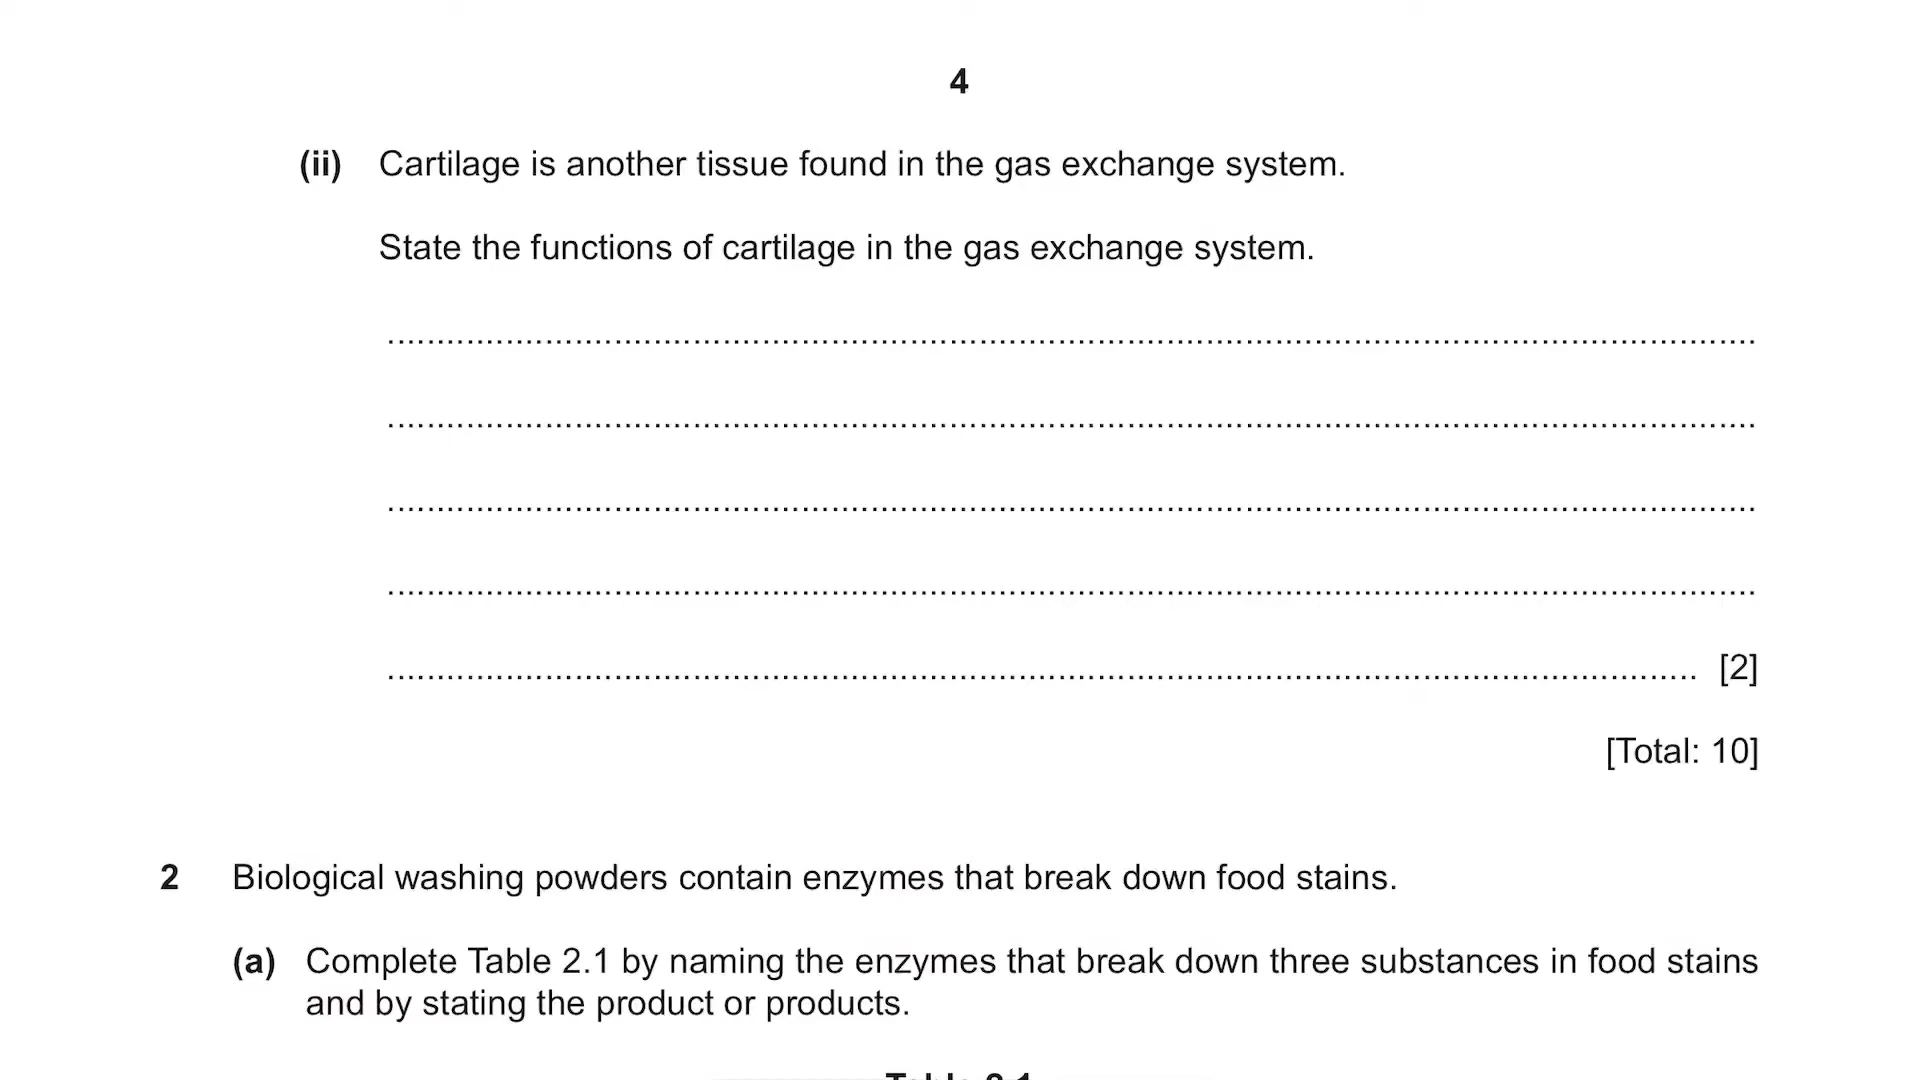 4
(ii) Cartilage is another tissue found in the gas exchange system.
State the functions of cartilage in the gas exchange system.
[2]
[Total: 10]
2 Biological washing powders contain enzymes that break down food stains.
(a) Complete Table 2.1 by naming the enzymes that break down three substances in food stains
and by stating the product or products.
Table 2.1